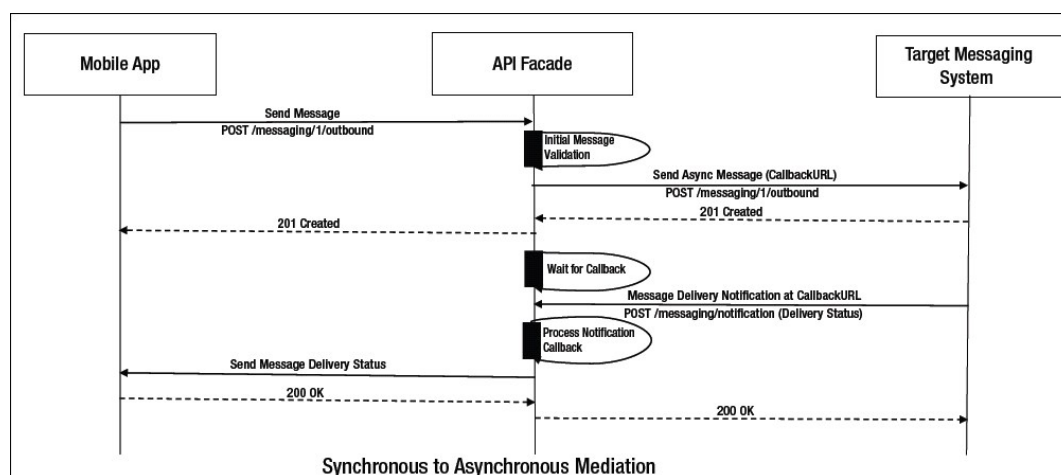 Mobile App
API Facade
Target Messaging
System
Send Message
POST /messaging/1/outbound
Initial Message
Validation
Send Async Message (CallbackURL)
POST /messaging/1/outbound
201 Created
201 Created
Wait for Callback
Message Delivery Notification at CallbackURL
POST /messaging/notification (Delivery Status)
Process Notification
Callback
Send Message Delivery Status
200 OK
200 OK
Synchronous to Asynchronous Mediation